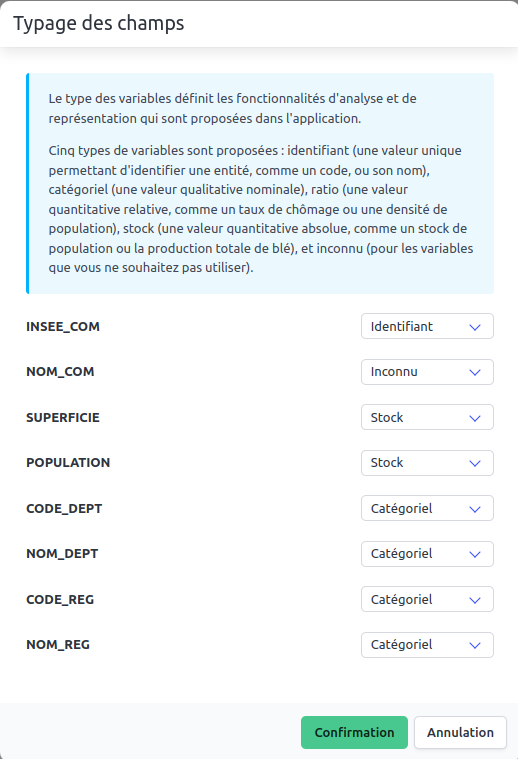 Typage des champs
Le type des variables définit les fonctionnalités d'analyse et de
représentation qui sont proposées dans l'application.
Cinq types de variables sont proposées : identifiant (une valeur unique
permettant d'identifier une entité, comme un code, ou son nom),
catégoriel (une valeur qualitative nominale), ratio (une valeur
quantitative relative, comme un taux de chômage ou une densité de
population), stock (une valeur quantitative absolue, comme un stock de
population ou la production totale de blé), et inconnu (pour les variables
que vous ne souhaitez pas utiliser).
INSEE_COM Identifiant
NOM_COM Inconnu
SUPERFICIE Stock
POPULATION Stock
CODE_DEPT Catégoriel
NOM_DEPT Catégoriel
CODE_REG Catégoriel
NOM_REG Catégoriel
Confirmation Annulation